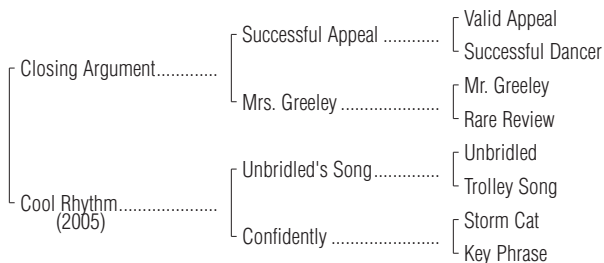 Valid Appeal
Successful Appeal ............
Successful Dancer
Closing Argument.............
Mr. Greeley
Mrs. Greeley .....................
Rare Review
Unbridled
Unbridled's Song..............
Trolley Song
Cool Rhythm.....................
(2005)
Storm Cat
Confidently .......................
Key Phrase